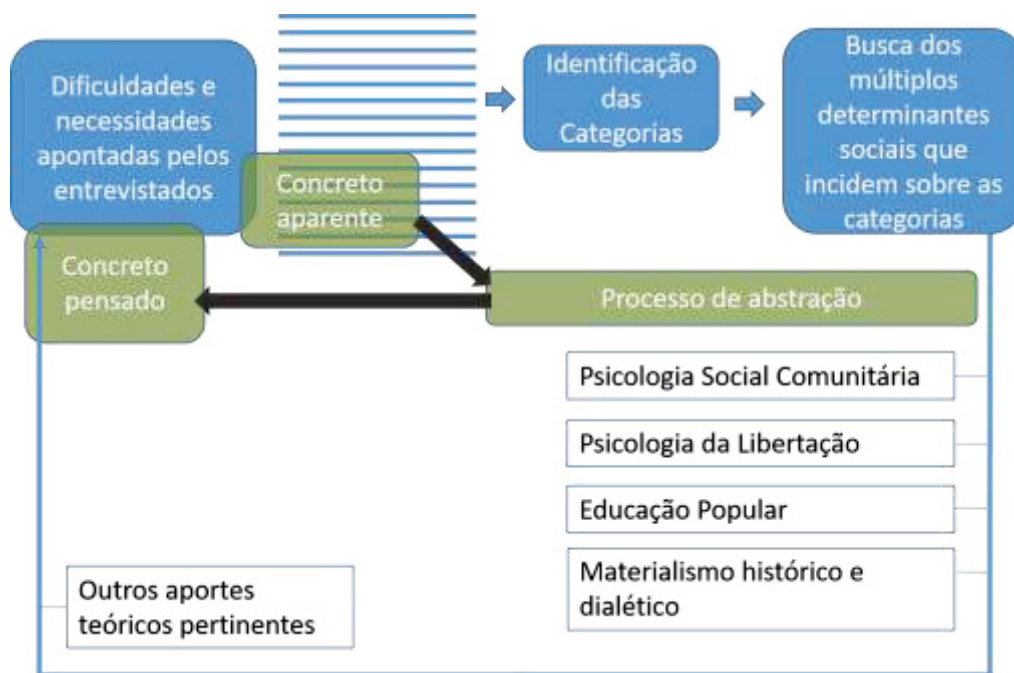 Dificuldades e
necessidades
apontadas pelos
entrevistados
Concreto
aparente
Identificação
das
Categorias
Busca dos
múltiplos
determinantes
sociais que
incidem sobre as
categorias
Concreto
pensado
Processo de abstração
Psicologia Social Comunitária
Psicologia da Libertação
Educação Popular
Materialismo histórico e
dialético
Outros aportes
teóricos pertinentes